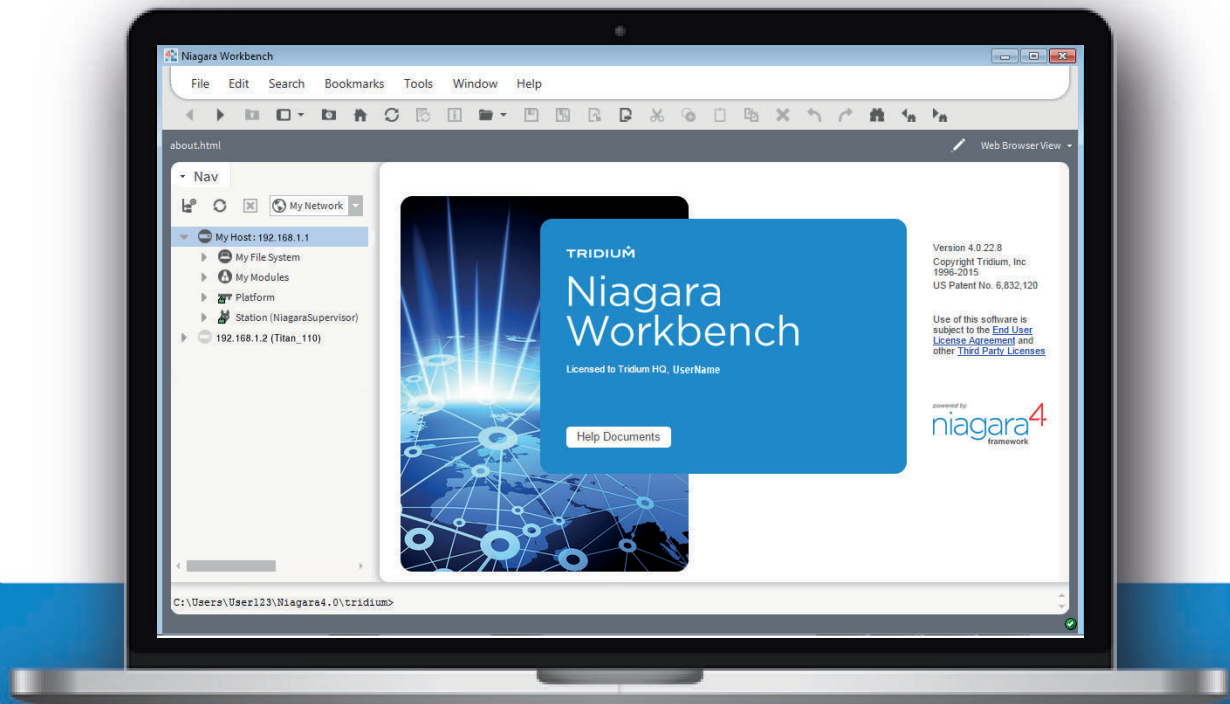 Niagara Workbench
File Edit Search Bookmarks Tools Window Help
about.html
Web Browser View
Nav
My Network
My Host : 192.168.1.1
My File System
My Modules
Platform
Station (NiagaraSupervisor)
192.168.1.2 (Titan_110)
TRIDIUM
Niagara
Workbench
Licensed to Tridium HQ, UserName
Help Documents
Version 4.0.22.8
Copyright Tridium, Inc
1996-2015
US Patent No. 6,832,120
Use of this software is
subject to the End User
License Agreement and
other Third Party Licenses
powered by
niagara4
framework
C:\Users\User123\Niagara4.0\tridium>